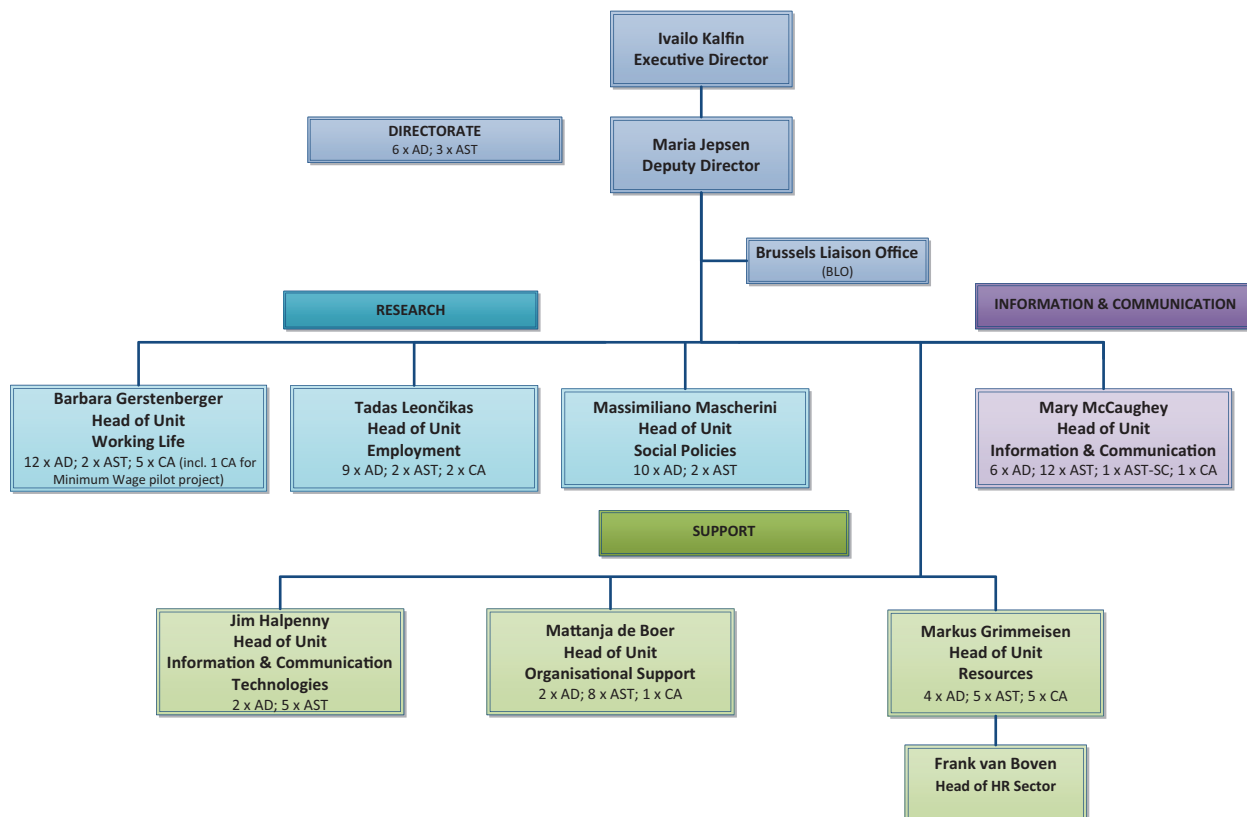 Ivailo Kalfin
Executive Director
DIRECTORATE
6 x AD; 3 x AST
Maria Jepsen
Deputy Director
Brussels Liaison Office
(BLO)
RESEARCH
INFORMATION & COMMUNICATION
Barbara Gerstenberger
Head of Unit
Working Life
12 x AD; 2 x AST; 5 x CA (incl. 1 CA for
Minimum Wage pilot project)
Tadas Leončikas
Head of Unit
Employment
9 x AD; 2 x AST; 2 x CA
Massimiliano Mascherini
Head of Unit
Social Policies
10 x AD; 2 x AST
Mary McCaughey
Head of Unit
Information & Communication
6 x AD; 12 x AST; 1 x AST-SC; 1 x CA
SUPPORT
Jim Halpenny
Head of Unit
Information & Communication
Technologies
2 x AD; 5 x AST
Mattanja de Boer
Head of Unit
Organisational Support
2 x AD; 8 x AST; 1 x CA
Markus Grimmeisen
Head of Unit
Resources
4 x AD; 5 x AST; 5 x CA
Frank van Boven
Head of HR Sector